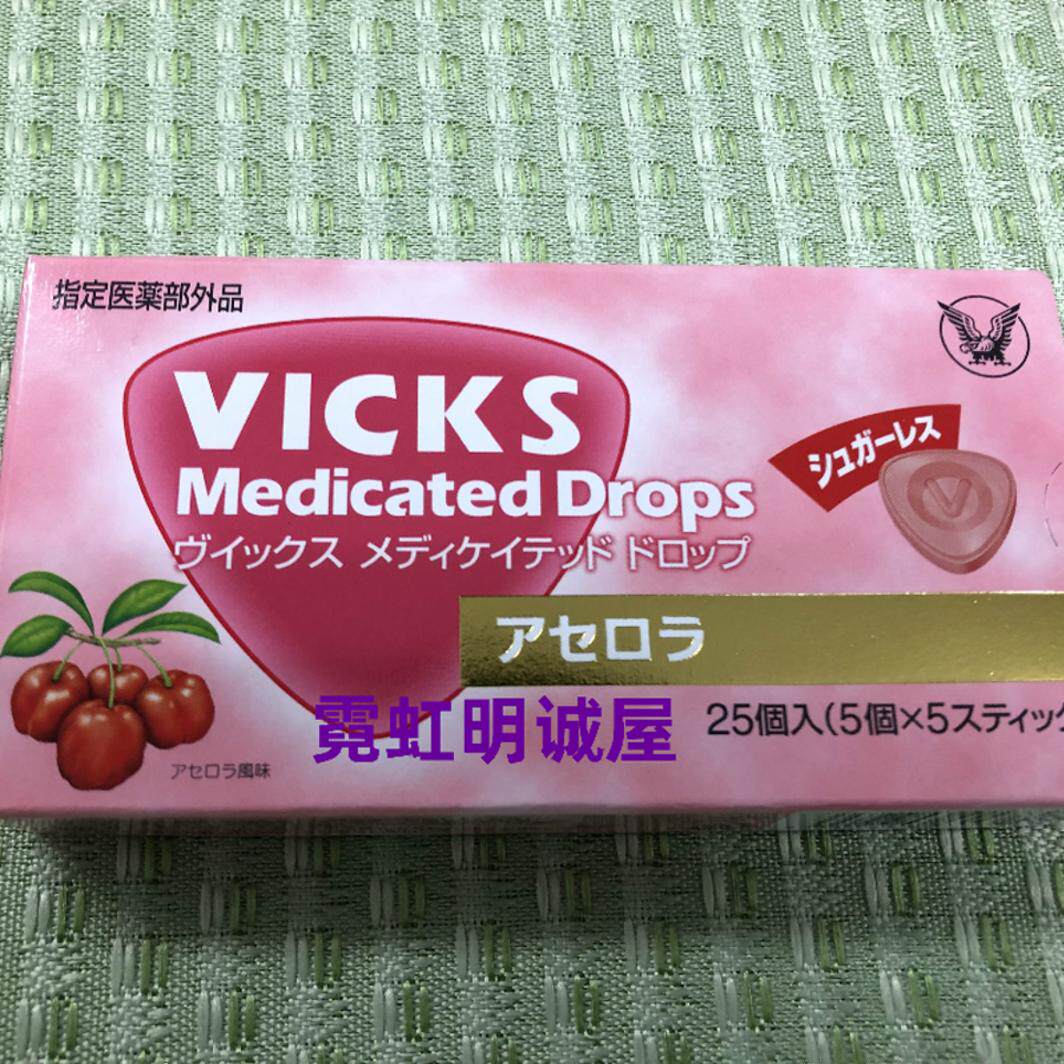 指定医薬部外品
VICKS
Medicated Drops
ヴイックス メディケイテッド ドロップ
シュガーレス
V
アセロラ
霓虹明诚屋
25個入(5個×5スティック
アセロラ風味